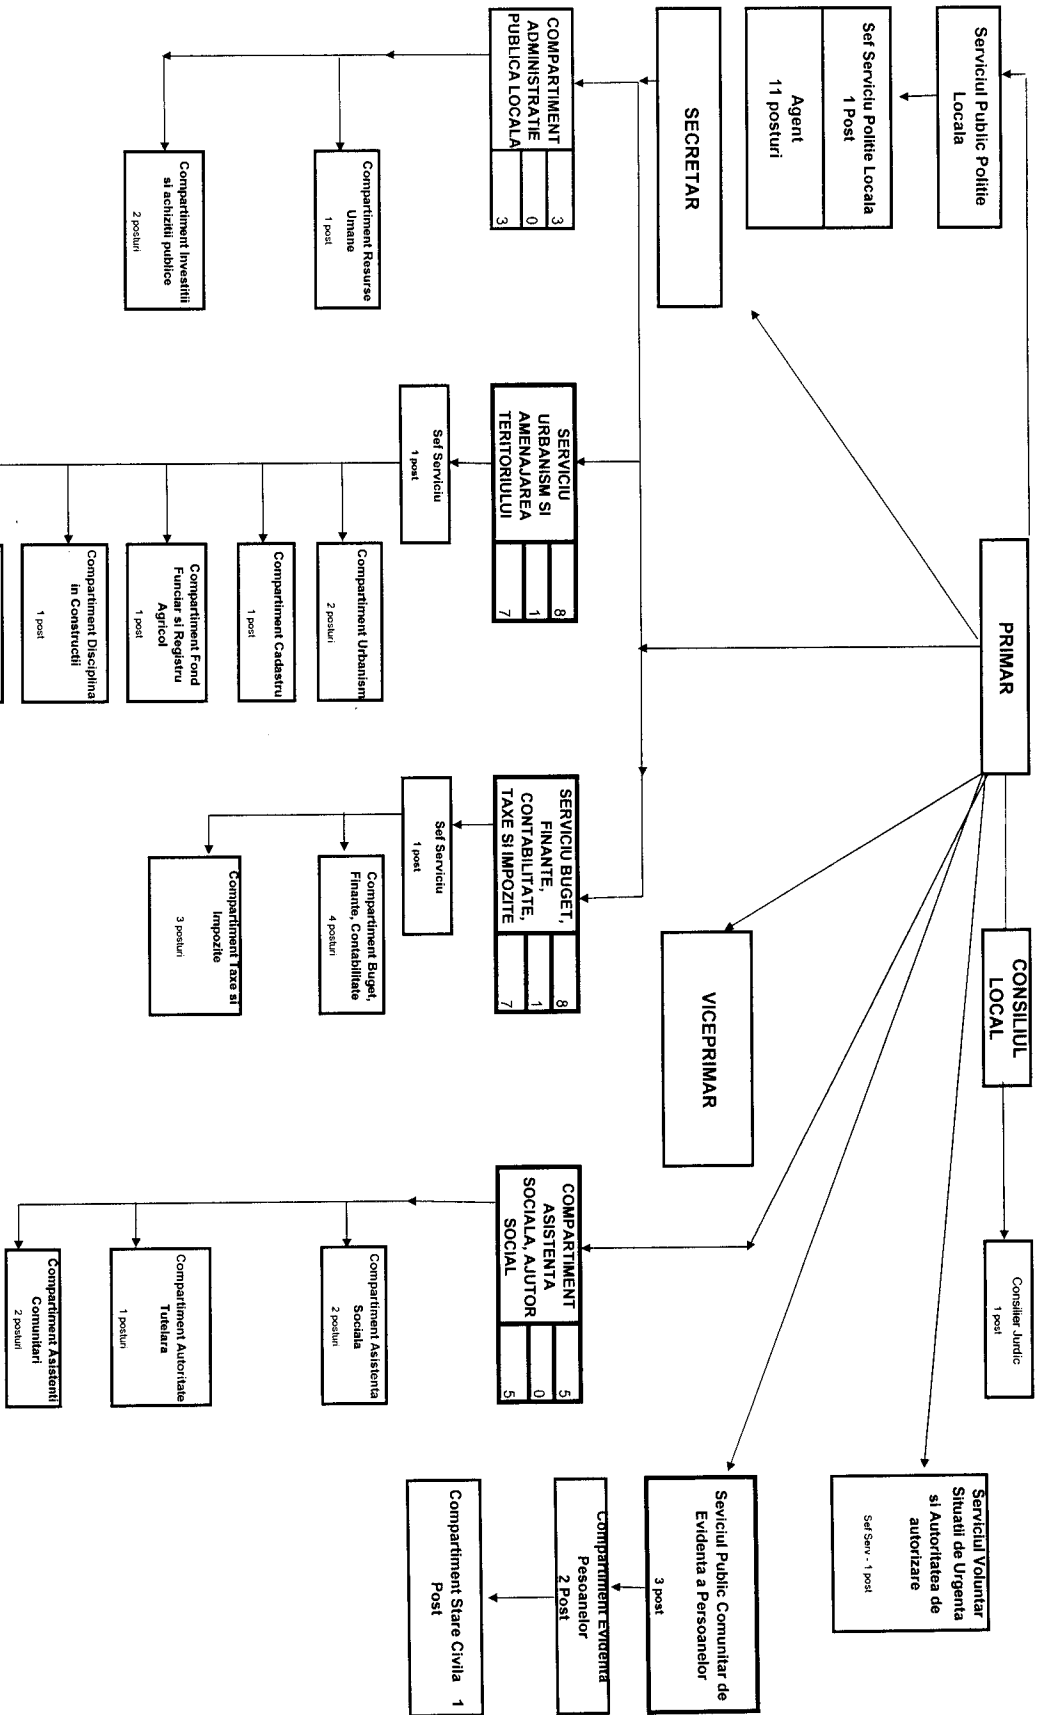 PRIMAR
CONSILIUL
LOCAL
Consilier Jurdic
1 post
Serviciul Public Politie
Locala
Sef Serviciu Politie Locala
1 Post
Agent
11 posturi
Serviciul Voluntar
Situatii de Urgenta
si Autoritatea de
autorizare
Sef Serv - 1 post
SECRETAR
VICEPRIMAR
Seviciul Public Comunitar de
Evidenta a Persoanelor
3 post
Compartiment Evidenta
Pesoanelor
2 Post
Compartiment Stare Civila 1
Post
COMPARTIMENT
ADMINISTRATIE
PUBLICA LOCALA
3
0
3
Compartiment Resurse
Umane
1 post
Compartiment Investitii
si achizitii publice
2 posturi
SERVICIU
URBANISM SI
AMENAJAREA
TERITORIULUI
8
1
7
Sef Serviciu
1 post
Compartiment Urbanism
2 posturi
Compartiment Cadastru
1 post
Compartiment Fond
Funciar si Registru
Agricol
1 post
Compartiment Disciplina
in Constructii
1 post
SERVICIU BUGET,
FINANTE,
CONTABILITATE,
TAXE SI IMPOZITE
8
1
7
Sef Serviciu
1 post
Compartiment Buget,
Finante, Contabilitate
4 posturi
Compartiment Taxe si
Impozite
3 posturi
COMPARTIMENT
ASISTENTA
SOCIALA, AJUTOR
SOCIAL
5
0
5
Compartiment Asistenta
Sociala
2 posturi
Compartiment Autoritate
Tutelara
1 posturi
Compartiment Asistenti
Comunitari
2 posturi